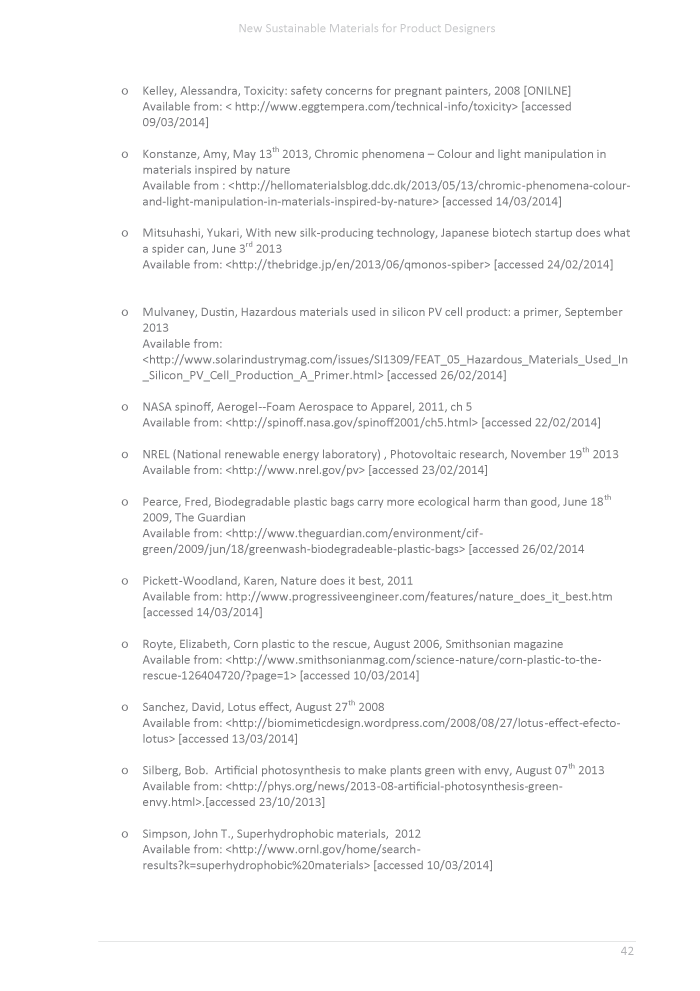 New Sustainable Materials for Product Designers
o Kelley, Alessandra, Toxicity: safety concerns for pregnant painters, 2008 [ONILNE]
Available from: < http://www.eggtempera.com/technical-info/toxicity> [accessed
09/03/2014]
o Konstanze, Amy, May 13th 2013, Chromic phenomena – Colour and light manipulation in
materials inspired by nature
Available from : <http://hellomaterialsblog.ddc.dk/2013/05/13/chromic-phenomena-colour-
and-light-manipulation-in-materials-inspired-by-nature> [accessed 14/03/2014]
o Mitsuhashi, Yukari, With new silk-producing technology, Japanese biotech startup does what
a spider can, June 3rd 2013
Available from: <http://thebridge.jp/en/2013/06/qmonos-spiber> [accessed 24/02/2014]
o Mulvaney, Dustin, Hazardous materials used in silicon PV cell product: a primer, September
2013
Available from:
<http://www.solarindustrymag.com/issues/SI1309/FEAT_05_Hazardous_Materials_Used_In
_Silicon_PV_Cell_Production_A_Primer.html> [accessed 26/02/2014]
o NASA spinoff, Aerogel--Foam Aerospace to Apparel, 2011, ch 5
Available from: <http://spinoff.nasa.gov/spinoff2001/ch5.html> [accessed 22/02/2014]
o NREL (National renewable energy laboratory) , Photovoltaic research, November 19th 2013
Available from: <http://www.nrel.gov/pv> [accessed 23/02/2014]
o Pearce, Fred, Biodegradable plastic bags carry more ecological harm than good, June 18th
2009, The Guardian
Available from: <http://www.theguardian.com/environment/cif-
green/2009/jun/18/greenwash-biodegradeable-plastic-bags> [accessed 26/02/2014
o Pickett-Woodland, Karen, Nature does it best, 2011
Available from: http://www.progressiveengineer.com/features/nature_does_it_best.htm
[accessed 14/03/2014]
o Royte, Elizabeth, Corn plastic to the rescue, August 2006, Smithsonian magazine
Available from: <http://www.smithsonianmag.com/science-nature/corn-plastic-to-the-
rescue-126404720/?page=1> [accessed 10/03/2014]
o Sanchez, David, Lotus effect, August 27th 2008
Available from: <http://biomimeticdesign.wordpress.com/2008/08/27/lotus-effect-efecto-
lotus> [accessed 13/03/2014]
o Silberg, Bob. Artificial photosynthesis to make plants green with envy, August 07th 2013
Available from: <http://phys.org/news/2013-08-artificial-photosynthesis-green-
envy.html>.[accessed 23/10/2013]
o Simpson, John T., Superhydrophobic materials, 2012
Available from: <http://www.ornl.gov/home/search-
results?k=superhydrophobic%20materials> [accessed 10/03/2014]
42